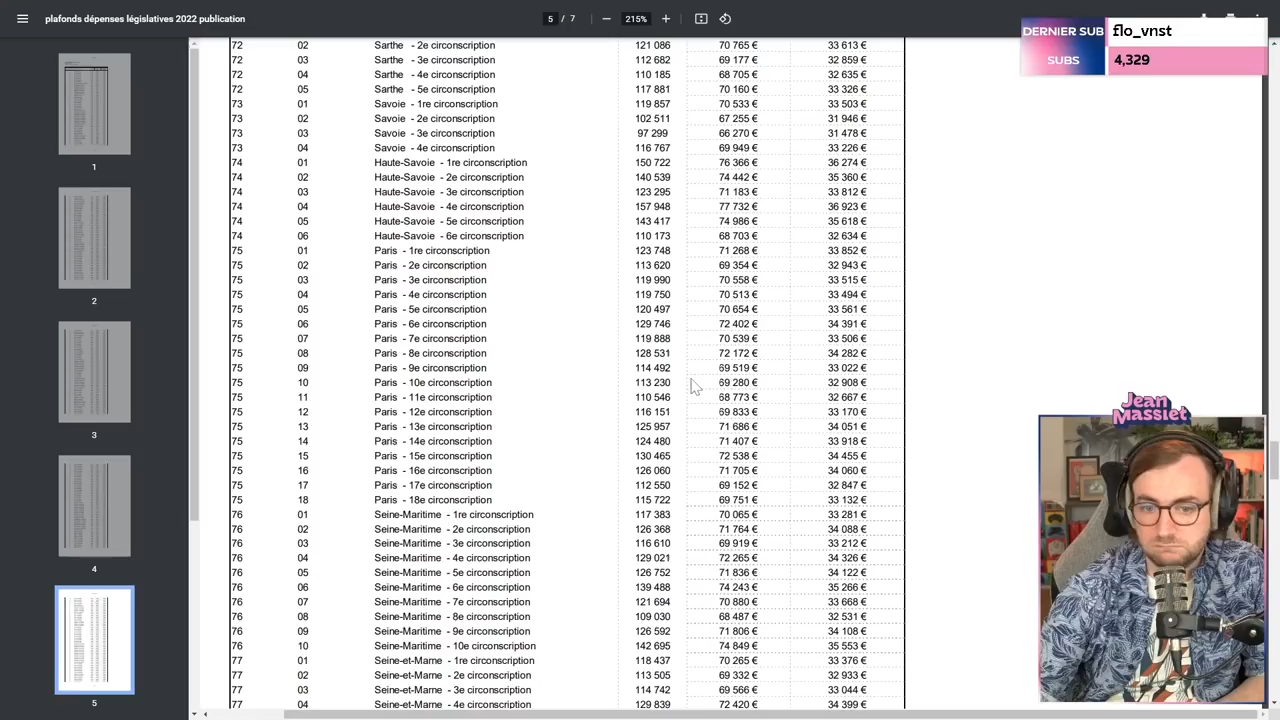 plafonds dépenses législatives 2022 publication
5 / 7
215%
DERNIER SUB flo_vnst
SUBS 4,329
1
2
3
4
5
72 02 Sarthe - 2e circonscription 121 086 70 765 € 33 613 €
72 03 Sarthe - 3e circonscription 112 682 69 177 € 32 859 €
72 04 Sarthe - 4e circonscription 110 185 68 705 € 32 635 €
72 05 Sarthe - 5e circonscription 117 881 70 160 € 33 326 €
73 01 Savoie - 1re circonscription 119 857 70 533 € 33 503 €
73 02 Savoie - 2e circonscription 102 511 67 255 € 31 946 €
73 03 Savoie - 3e circonscription 97 299 66 270 € 31 478 €
73 04 Savoie - 4e circonscription 116 767 69 949 € 33 226 €
74 01 Haute-Savoie - 1re circonscription 150 722 76 366 € 36 274 €
74 02 Haute-Savoie - 2e circonscription 140 539 74 442 € 35 360 €
74 03 Haute-Savoie - 3e circonscription 123 295 71 183 € 33 812 €
74 04 Haute-Savoie - 4e circonscription 157 948 77 732 € 36 923 €
74 05 Haute-Savoie - 5e circonscription 143 417 74 986 € 35 618 €
74 06 Haute-Savoie - 6e circonscription 110 173 68 703 € 32 634 €
75 01 Paris - 1re circonscription 123 748 71 268 € 33 852 €
75 02 Paris - 2e circonscription 113 620 69 354 € 32 943 €
75 03 Paris - 3e circonscription 119 990 70 558 € 33 515 €
75 04 Paris - 4e circonscription 119 750 70 513 € 33 494 €
75 05 Paris - 5e circonscription 120 497 70 654 € 33 561 €
75 06 Paris - 6e circonscription 129 746 72 402 € 34 391 €
75 07 Paris - 7e circonscription 119 888 70 539 € 33 506 €
75 08 Paris - 8e circonscription 128 531 72 172 € 34 282 €
75 09 Paris - 9e circonscription 114 492 69 519 € 33 022 €
75 10 Paris - 10e circonscription 113 230 69 280 € 32 908 €
75 11 Paris - 11e circonscription 110 546 68 773 € 32 667 €
75 12 Paris - 12e circonscription 116 151 69 833 € 33 170 €
75 13 Paris - 13e circonscription 125 957 71 686 € 34 051 €
75 14 Paris - 14e circonscription 124 480 71 407 € 33 918 €
75 15 Paris - 15e circonscription 130 465 72 538 € 34 455 €
75 16 Paris - 16e circonscription 126 060 71 705 € 34 060 €
75 17 Paris - 17e circonscription 112 550 69 152 € 32 847 €
75 18 Paris - 18e circonscription 115 722 69 751 € 33 132 €
76 01 Seine-Maritime - 1re circonscription 117 383 70 065 € 33 281 €
76 02 Seine-Maritime - 2e circonscription 126 368 71 764 € 34 088 €
76 03 Seine-Maritime - 3e circonscription 116 610 69 919 € 33 212 €
76 04 Seine-Maritime - 4e circonscription 129 021 72 265 € 34 326 €
76 05 Seine-Maritime - 5e circonscription 126 752 71 836 € 34 122 €
76 06 Seine-Maritime - 6e circonscription 139 488 74 243 € 35 266 €
76 07 Seine-Maritime - 7e circonscription 121 694 70 880 € 33 668 €
76 08 Seine-Maritime - 8e circonscription 109 030 68 487 € 32 531 €
76 09 Seine-Maritime - 9e circonscription 126 592 71 806 € 34 108 €
76 10 Seine-Maritime - 10e circonscription 142 695 74 849 € 35 553 €
77 01 Seine-et-Marne - 1re circonscription 118 437 70 265 € 33 376 €
77 02 Seine-et-Marne - 2e circonscription 113 505 69 332 € 32 933 €
77 03 Seine-et-Marne - 3e circonscription 114 742 69 566 € 33 044 €
77 04 Seine-et-Marne - 4e circonscription 129 839 72 420 € 34 399 €
Jean
Massiet